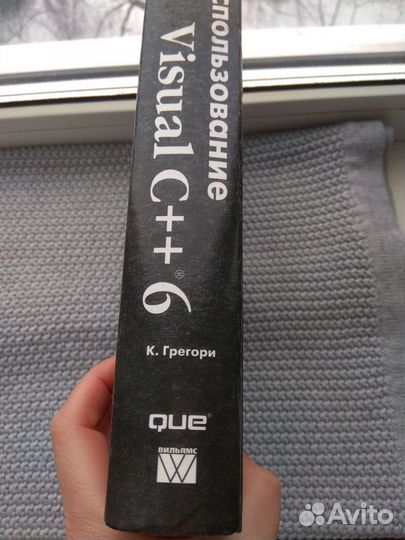 спользование
Visual C++® 6
К. Грегори
que®
ВИЛЬЯМС
W
Avito